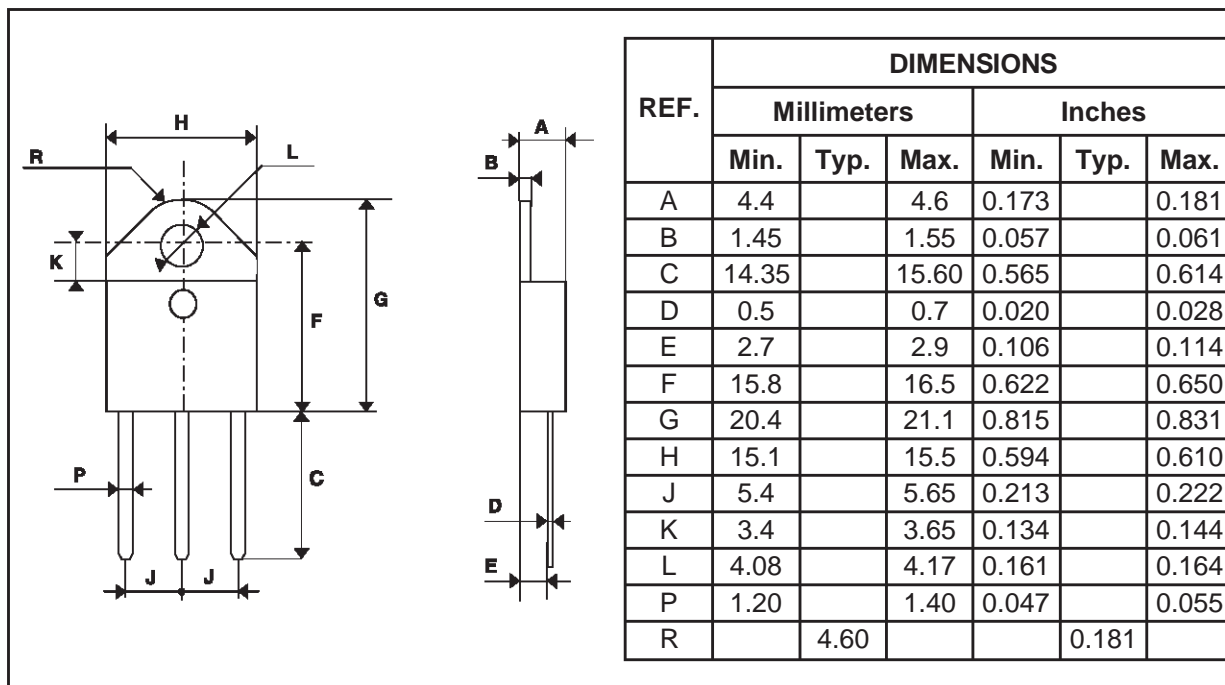 H
A
L
B
R
K
G
F
P
C
D
E
J J
REF. DIMENSIONS
Millimeters Inches
Min. Typ. Max. Min. Typ. Max.
A 4.4 4.6 0.173 0.181
B 1.45 1.55 0.057 0.061
C 14.35 15.60 0.565 0.614
D 0.5 0.7 0.020 0.028
E 2.7 2.9 0.106 0.114
F 15.8 16.5 0.622 0.650
G 20.4 21.1 0.815 0.831
H 15.1 15.5 0.594 0.610
J 5.4 5.65 0.213 0.222
K 3.4 3.65 0.134 0.144
L 4.08 4.17 0.161 0.164
P 1.20 1.40 0.047 0.055
R 4.60 0.181